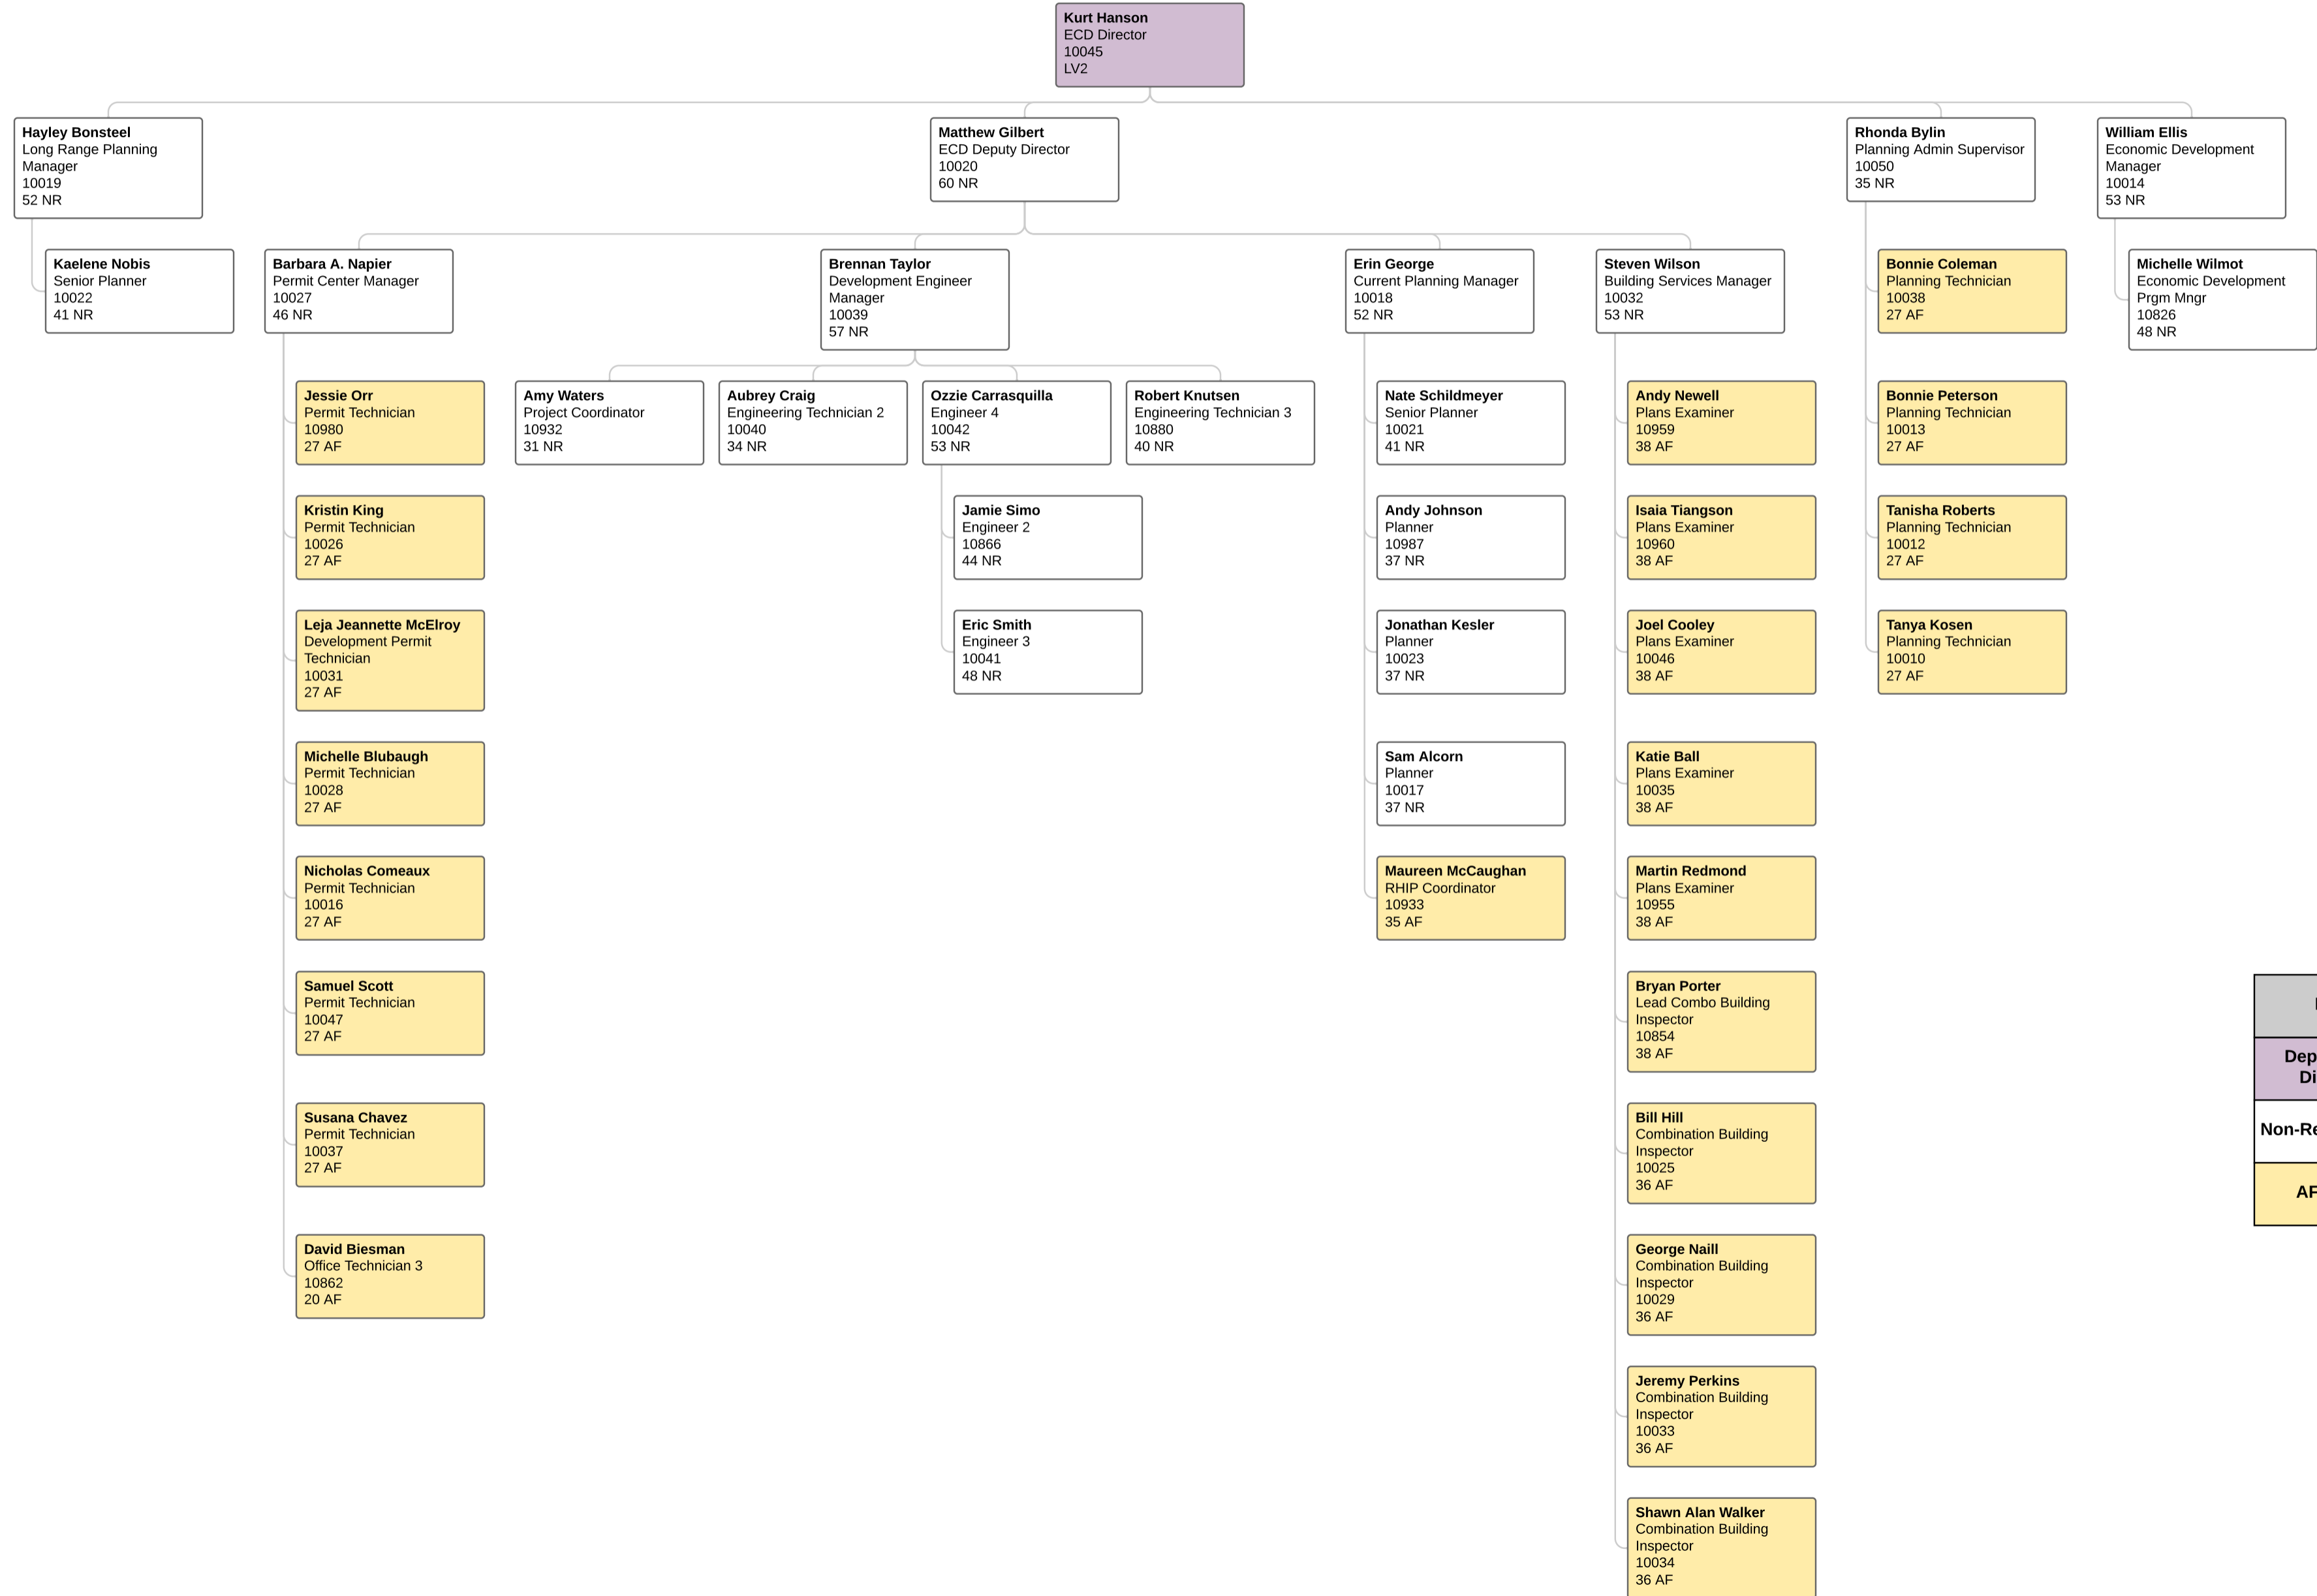 Kurt Hanson
ECD Director
10045
LV2
Hayley Bonsteel
Long Range Planning
Manager
10019
52 NR
Matthew Gilbert
ECD Deputy Director
10020
60 NR
Rhonda Bylin
Planning Admin Supervisor
10050
35 NR
William Ellis
Economic Development
Manager
10014
53 NR
Kaelene Nobis
Senior Planner
10022
41 NR
Barbara A. Napier
Permit Center Manager
10027
46 NR
Brennan Taylor
Development Engineer
Manager
10039
57 NR
Erin George
Current Planning Manager
10018
52 NR
Steven Wilson
Building Services Manager
10032
53 NR
Bonnie Coleman
Planning Technician
10038
27 AF
Michelle Wilmot
Economic Development
Prgm Mngr
10826
48 NR
Jessie Orr
Permit Technician
10980
27 AF
Amy Waters
Project Coordinator
10932
31 NR
Aubrey Craig
Engineering Technician 2
10040
34 NR
Ozzie Carrasquilla
Engineer 4
10042
53 NR
Robert Knutsen
Engineering Technician 3
10880
40 NR
Nate Schildmeyer
Senior Planner
10021
41 NR
Andy Newell
Plans Examiner
10959
38 AF
Bonnie Peterson
Planning Technician
10013
27 AF
Kristin King
Permit Technician
10026
27 AF
Jamie Simo
Engineer 2
10866
44 NR
Andy Johnson
Planner
10987
37 NR
Isaia Tiangson
Plans Examiner
10960
38 AF
Tanisha Roberts
Planning Technician
10012
27 AF
Leja Jeannette McElroy
Development Permit
Technician
10031
27 AF
Eric Smith
Engineer 3
10041
48 NR
Jonathan Kesler
Planner
10023
37 NR
Joel Cooley
Plans Examiner
10046
38 AF
Tanya Kosen
Planning Technician
10010
27 AF
Michelle Blubaugh
Permit Technician
10028
27 AF
Sam Alcorn
Planner
10017
37 NR
Katie Ball
Plans Examiner
10035
38 AF
Nicholas Comeaux
Permit Technician
10016
27 AF
Maureen McCaughan
RHIP Coordinator
10933
35 AF
Martin Redmond
Plans Examiner
10955
38 AF
Samuel Scott
Permit Technician
10047
27 AF
Bryan Porter
Lead Combo Building
Inspector
10854
38 AF
Susana Chavez
Permit Technician
10037
27 AF
Bill Hill
Combination Building
Inspector
10025
36 AF
David Biesman
Office Technician 3
10862
20 AF
George Naill
Combination Building
Inspector
10029
36 AF
Jeremy Perkins
Combination Building
Inspector
10033
36 AF
Shawn Alan Walker
Combination Building
Inspector
10034
36 AF
Dep
Di
Non-Re
AF